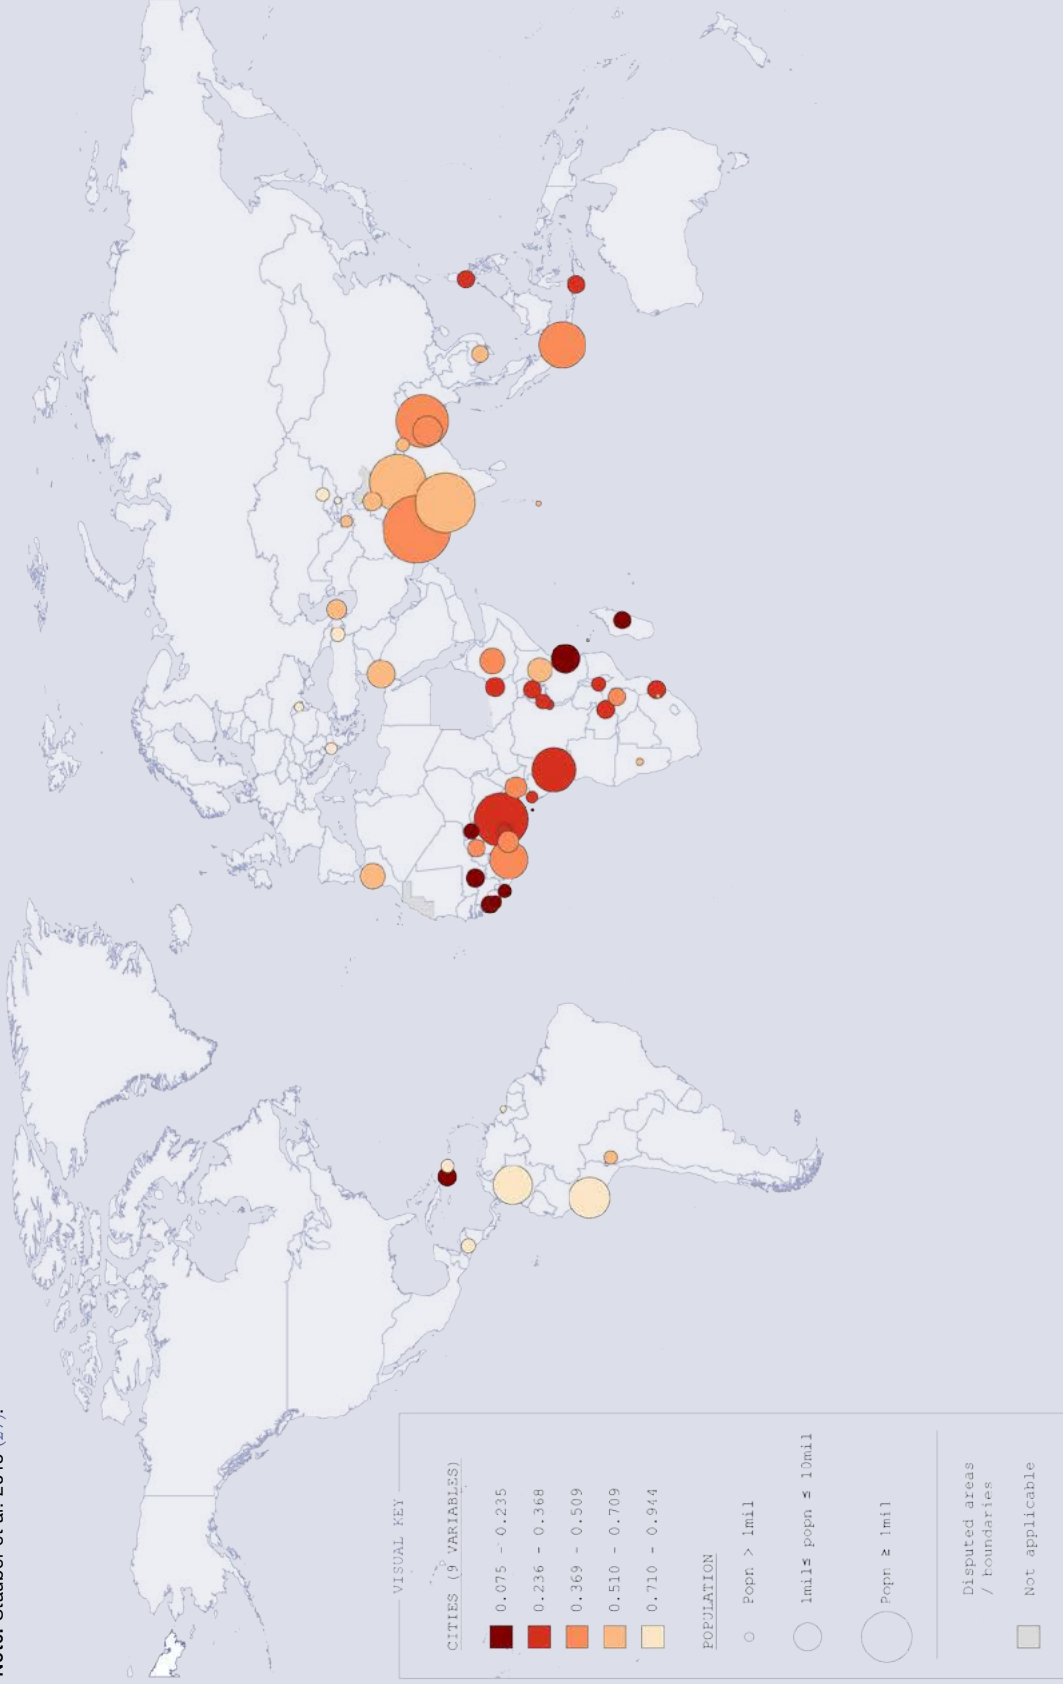 VISUAL KEY
CITIES (9 VARIABLES)
0.075 - 0.235
0.236 - 0.368
0.369 - 0.509
0.510 - 0.709
0.710 - 0.944
POPULATION
Popn > 1mil
1mil≤ popn ≤ 10mil
Popn ≥ 1mil
Disputed areas
/ boundaries
Not applicable